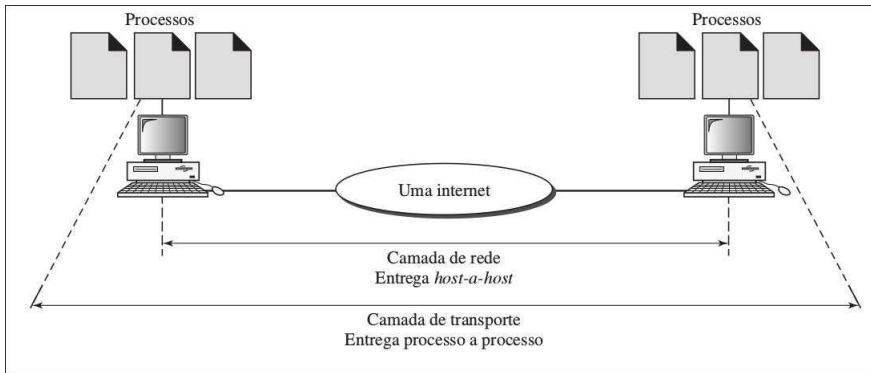 Processos
Processos
Uma internet
Camada de rede
Entrega host-a-host
Camada de transporte
Entrega processo a processo